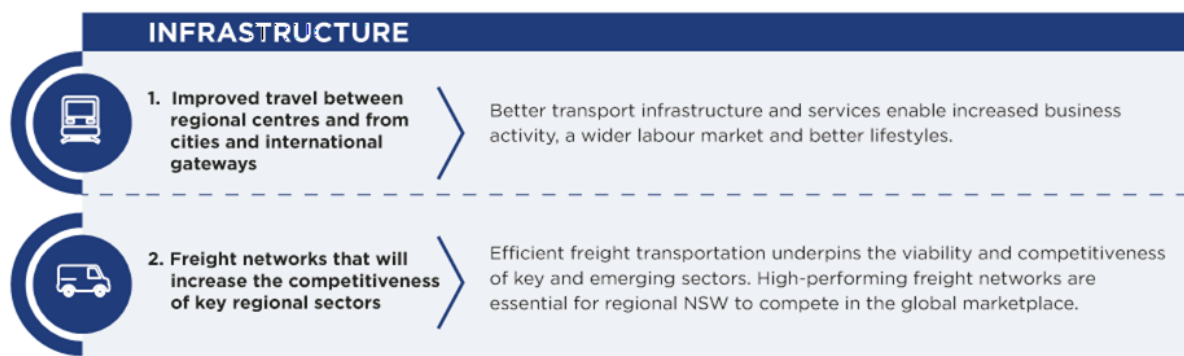 INFRASTRUCTURE
1. Improved travel between
regional centres and from
cities and international
gateways
Better transport infrastructure and services enable increased business
activity, a wider labour market and better lifestyles.
2. Freight networks that will
increase the competitiveness
of key regional sectors
Efficient freight transportation underpins the viability and competitiveness
of key and emerging sectors. High-performing freight networks are
essential for regional NSW to compete in the global marketplace.